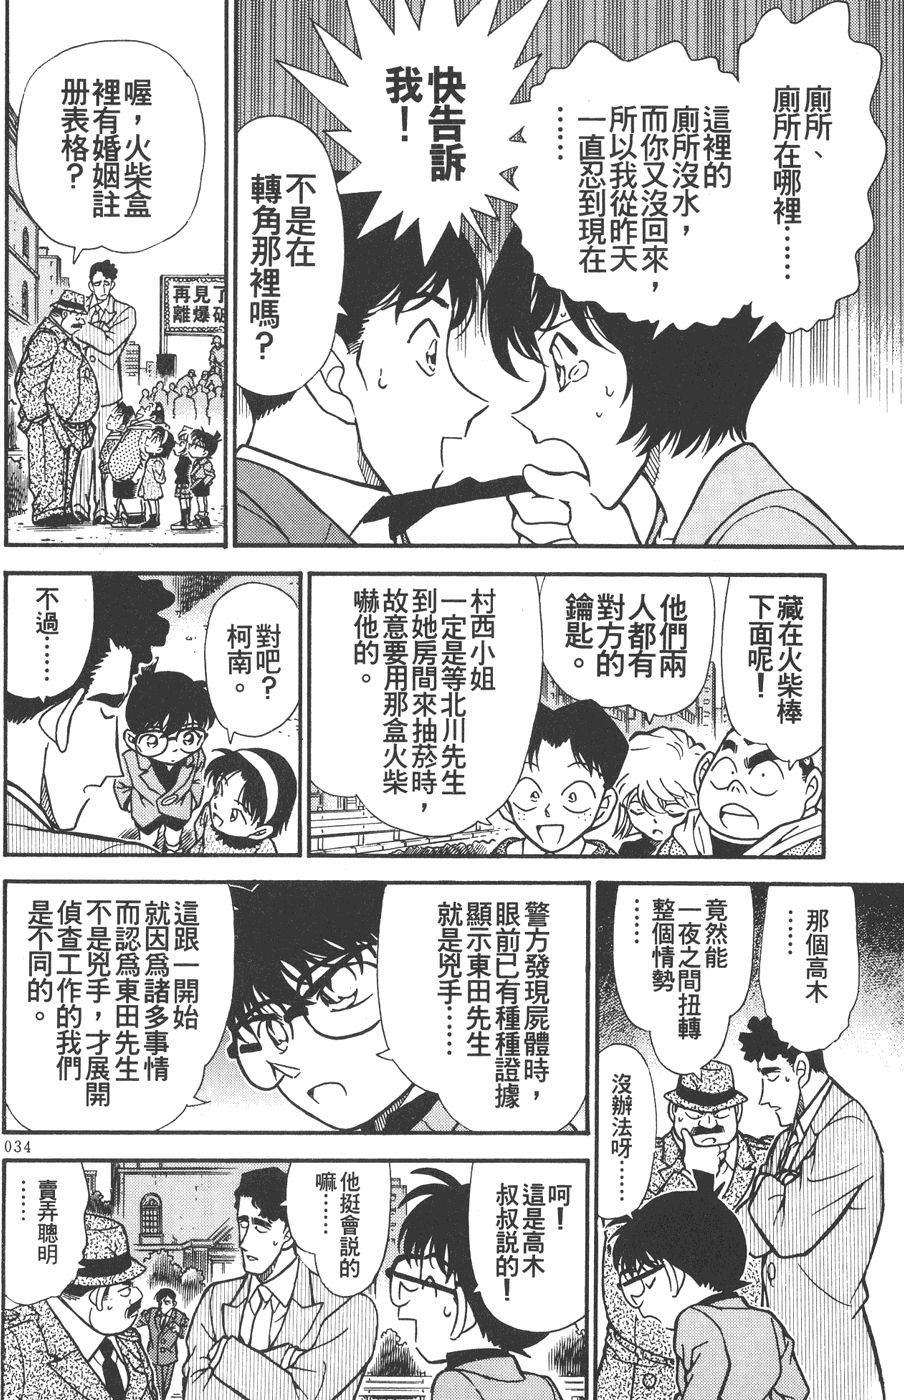 廁所、
廁所在哪裡……
這裡的
廁所沒水，
而你又沒回來，
所以我從昨天
一直忍到現在
……
快告訴
我！
不是在
轉角那裡嗎？
喔，火柴盒
裡有婚姻註
册表格？
再見了
離爆破
藏在火柴棒
下面呢！
他們兩
人都有
對方的
鑰匙。
村西小姐
一定是等北川先生
到她房間來抽菸時，
故意要用那盒火柴
嚇他的。
對吧？
柯南。
不過……
那個高木
……
竟然能
一夜之間扭轉
整個情勢
……
沒辦法呀……
警方發現屍體時，
眼前已有種種證據
顯示東田先生
就是兇手……
這跟一開始
就因為諸多事情
而認為東田先生
不是兇手，才展開
偵查工作的我們
是不同的。
034
呵！
這是高木
叔叔說的！
他挺會說的
嘛……
賣弄聰明
……